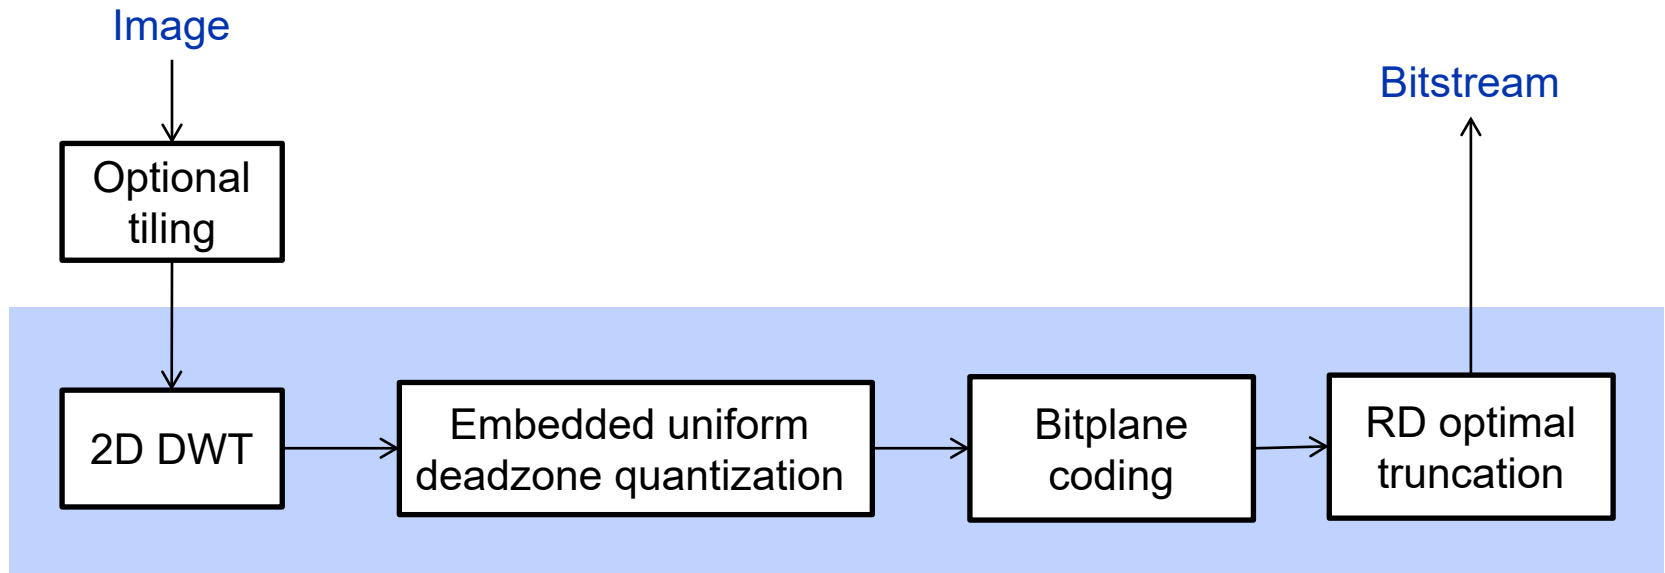 Image
Bitstream
Optional
tiling
2D DWT
Embedded uniform
deadzone quantization
Bitplane
coding
RD optimal
truncation